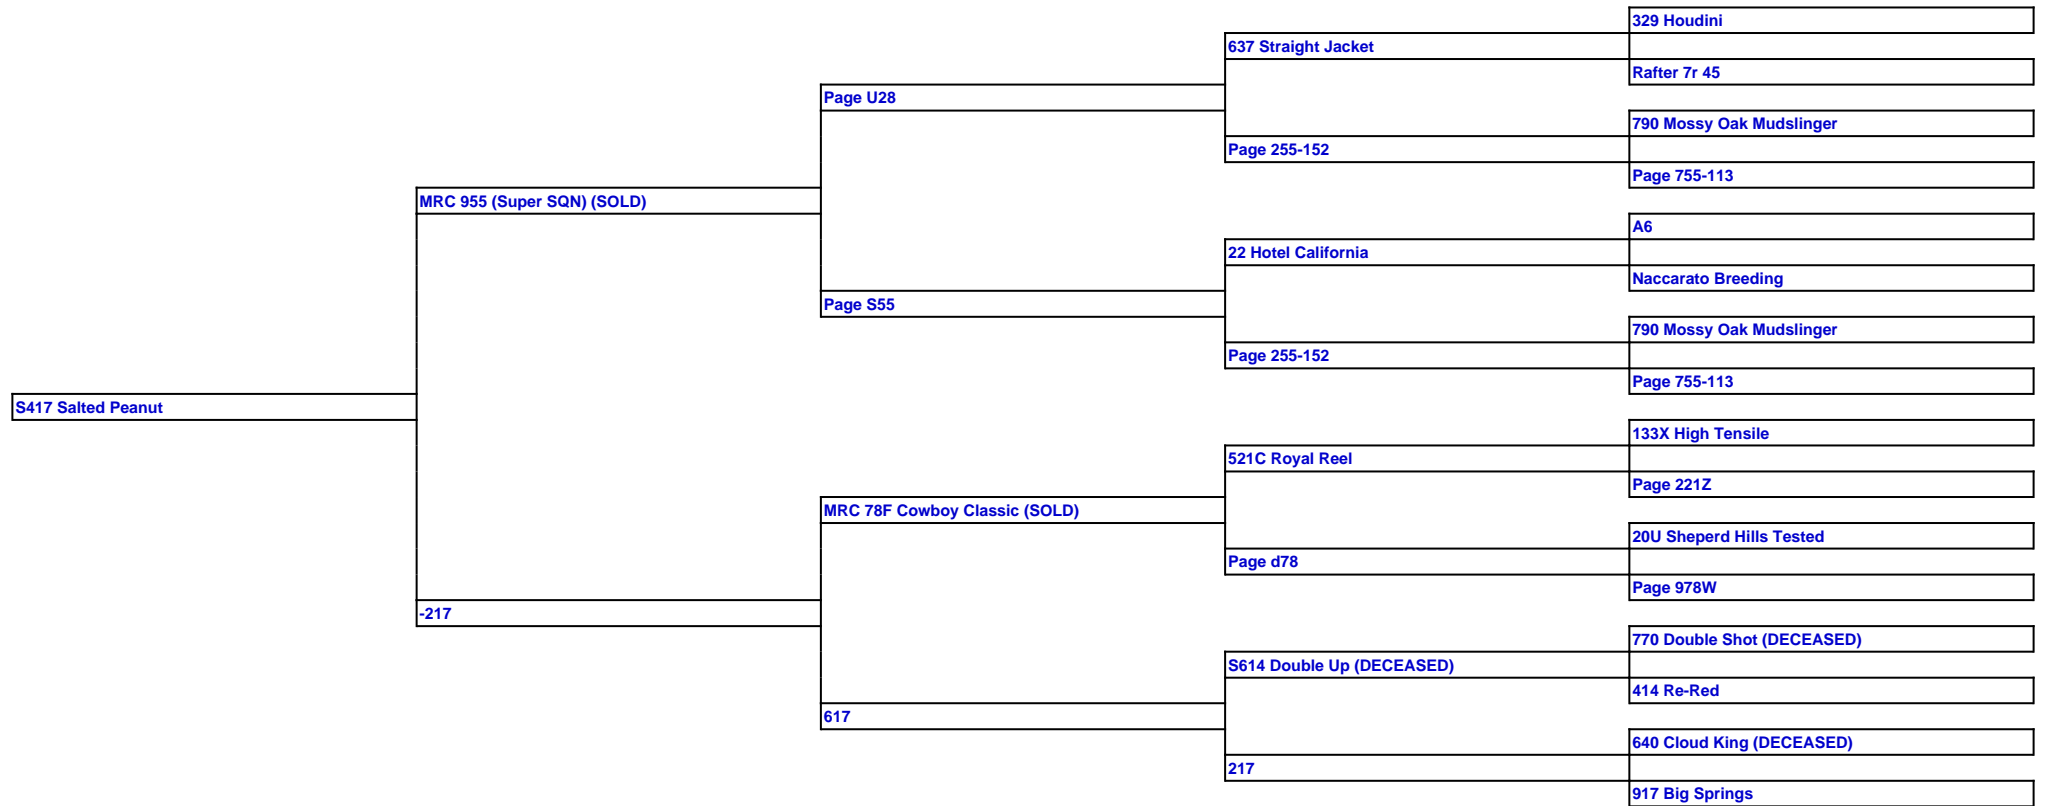 329 Houdini
637 Straight Jacket
Rafter 7r 45
Page U28
790 Mossy Oak Mudslinger
Page 255-152
Page 755-113
MRC 955 (Super SQN) (SOLD)
A6
22 Hotel California
Naccarato Breeding
Page S55
790 Mossy Oak Mudslinger
Page 255-152
Page 755-113
S417 Salted Peanut
133X High Tensile
521C Royal Reel
Page 221Z
MRC 78F Cowboy Classic (SOLD)
20U Sheperd Hills Tested
Page d78
Page 978W
-217
770 Double Shot (DECEASED)
S614 Double Up (DECEASED)
414 Re-Red
617
640 Cloud King (DECEASED)
217
917 Big Springs